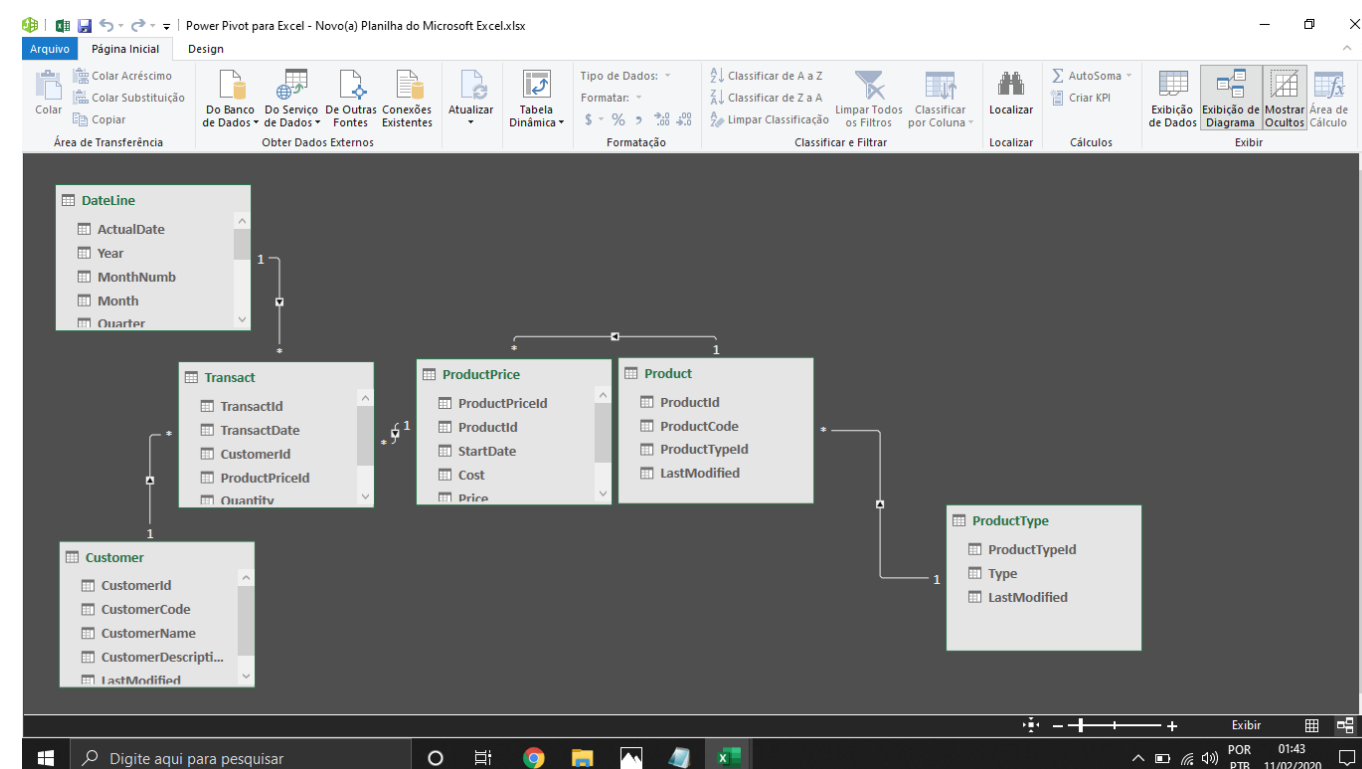 Power Pivot para Excel - Novo(a) Planilha do Microsoft Excel.xlsx
Arquivo Página Inicial Design
Colar
Colar Acréscimo
Colar Substituição
Copiar
Área de Transferência
Do Banco de Dados
Do Serviço de Dados
De Outras Fontes
Conexões Existentes
Obter Dados Externos
Atualizar
Tabela Dinâmica
Tipo de Dados:
Formatar:
$ % 9 .00 .00
Formatação
Classificar de A a Z
Classificar de Z a A
Limpar Classificação
Limpar Todos os Filtros
Classificar por Coluna
Classificar e Filtrar
Localizar
Localizar
AutoSoma
Criar KPI
Cálculos
Exibição de Dados
Exibição de Diagrama
Mostrar Ocultos
Área de Cálculo
Exibir
DateLine
ActualDate
Year
MonthNumb
Month
Quarter
1
*
Transact
TransactId
TransactDate
CustomerId
ProductPriceId
Quantity
*
1
Customer
CustomerId
CustomerCode
CustomerName
CustomerDescripti...
LastModified
* 1
ProductPrice
ProductPriceId
ProductId
StartDate
Cost
Price
* 1
Product
ProductId
ProductCode
ProductTypeId
LastModified
*
1
ProductType
ProductTypeId
Type
LastModified
Exibir
Digite aqui para pesquisar
POR
PTB
01:43
11/02/2020